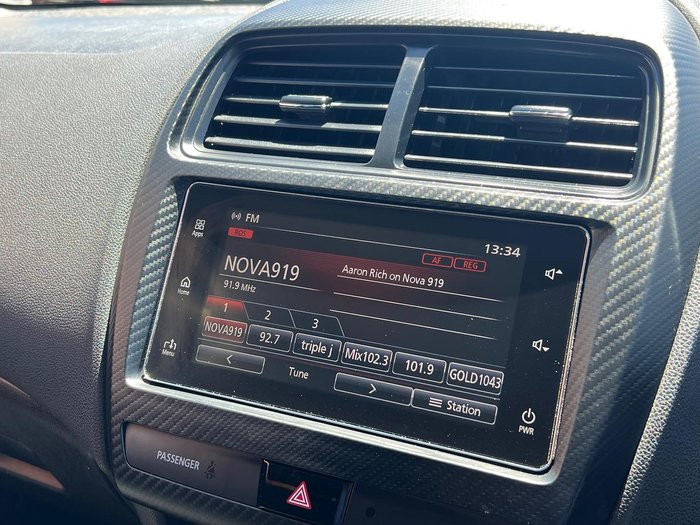 FM
RDS
13:34
AF REG
NOVA919
Aaron Rich on Nova 919
91.9 MHz
1 2 3
NOVA919 92.7 triple j Mix102.3 101.9 GOLD1043
< Tune > Station
Apps
Home
Menu
PWR
PASSENGER